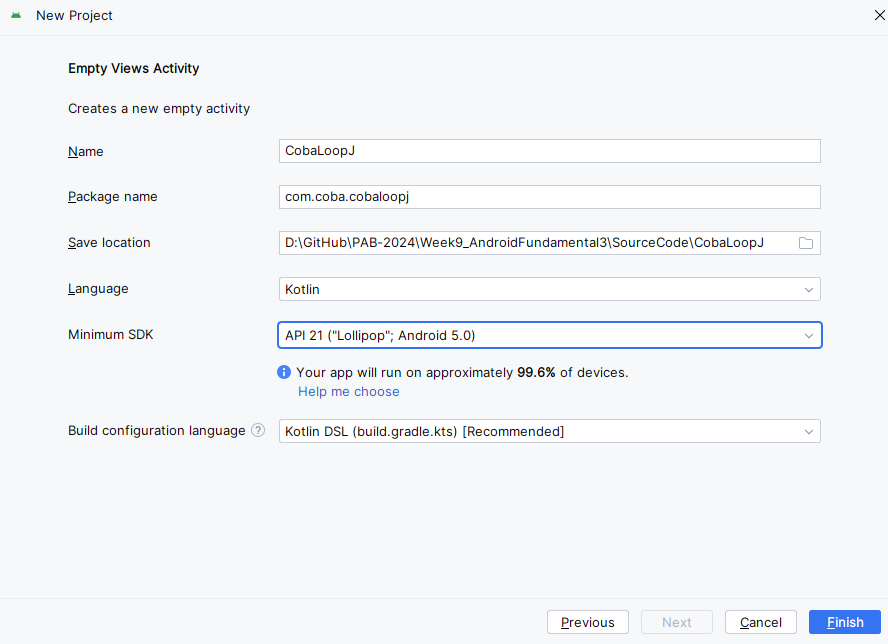 New Project
Empty Views Activity
Creates a new empty activity
Name CobaLoopJ
Package name com.coba.cobaloopj
Save location D:\GitHub\PAB-2024\Week9_AndroidFundamental3\SourceCode\CobaLoopJ
Language Kotlin
Minimum SDK API 21 ("Lollipop"; Android 5.0)
Your app will run on approximately 99.6% of devices.
Help me choose
Build configuration language ? Kotlin DSL (build.gradle.kts) [Recommended]
Previous Next Cancel Finish